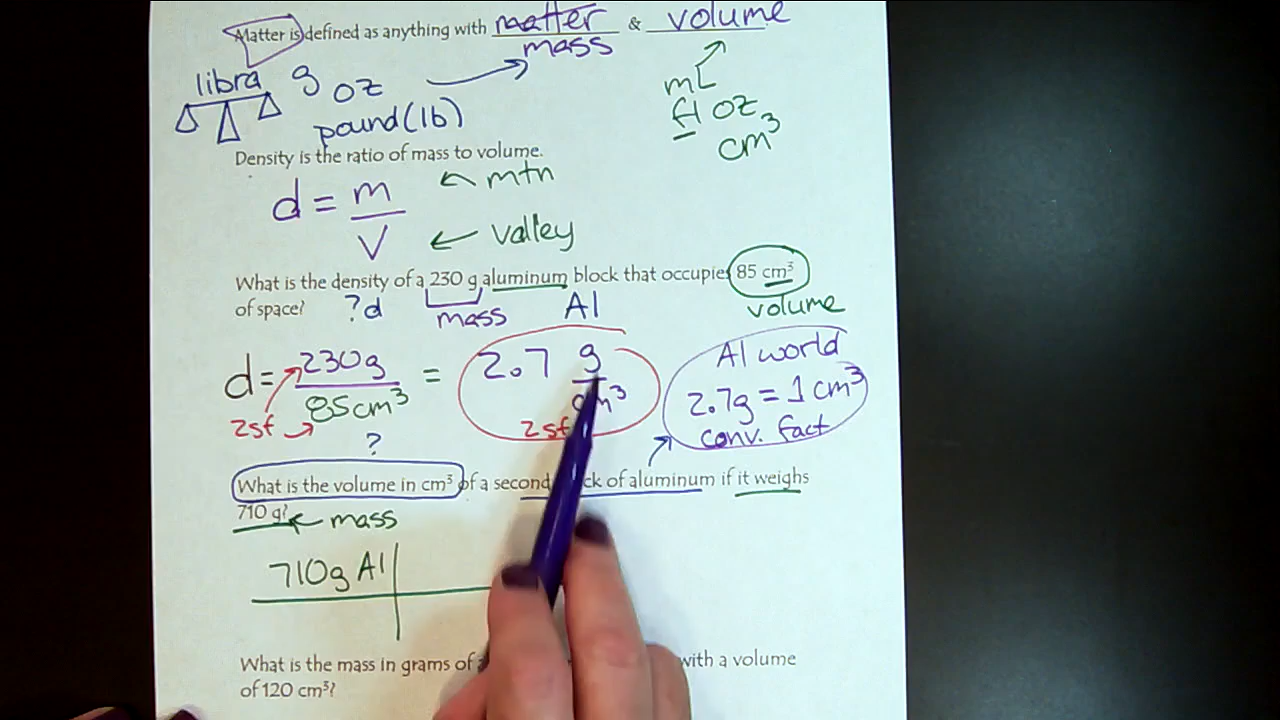 Matter is defined as anything with matter & volume
mass
libra g oz
pound(lb)
mL
fl oz
cm³
Density is the ratio of mass to volume.
d = m/V
← mtn
← valley
What is the density of a 230 g aluminum block that occupies 85 cm³
of space? ?d mass Al volume
d = 230g/85cm³ = 2.7 g/cm³
2sf 2sf
Al world
2.7g = 1cm³
conv. fact
?
What is the volume in cm³ of a second of aluminum if it weighs
710 g? ← mass
710g Al
What is the mass in grams of with a volume
of 120 cm³?